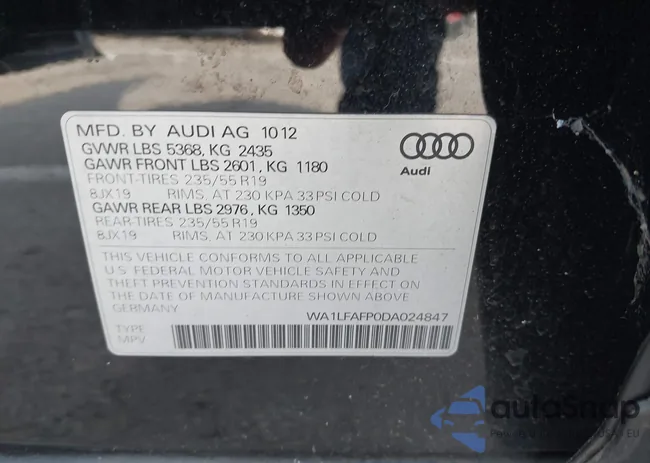 MFD. BY AUDI AG 1012
GVWR LBS 5368, KG 2435
GAWR FRONT LBS 2601, KG 1180
FRONT-TIRES 235/55 R19
8JX19 RIMS, AT 230 KPA 33 PSI COLD
GAWR REAR LBS 2976, KG 1350
REAR-TIRES 235/55 R19
8JX19 RIMS, AT 230 KPA 33 PSI COLD
Audi
THIS VEHICLE CONFORMS TO ALL APPLICABLE
U.S. FEDERAL MOTOR VEHICLE SAFETY AND
THEFT PREVENTION STANDARDS IN EFFECT ON
THE DATE OF MANUFACTURE SHOWN ABOVE.
GERMANY
WA1LFAFP0DA024847
TYPE
MPV
autoSnap